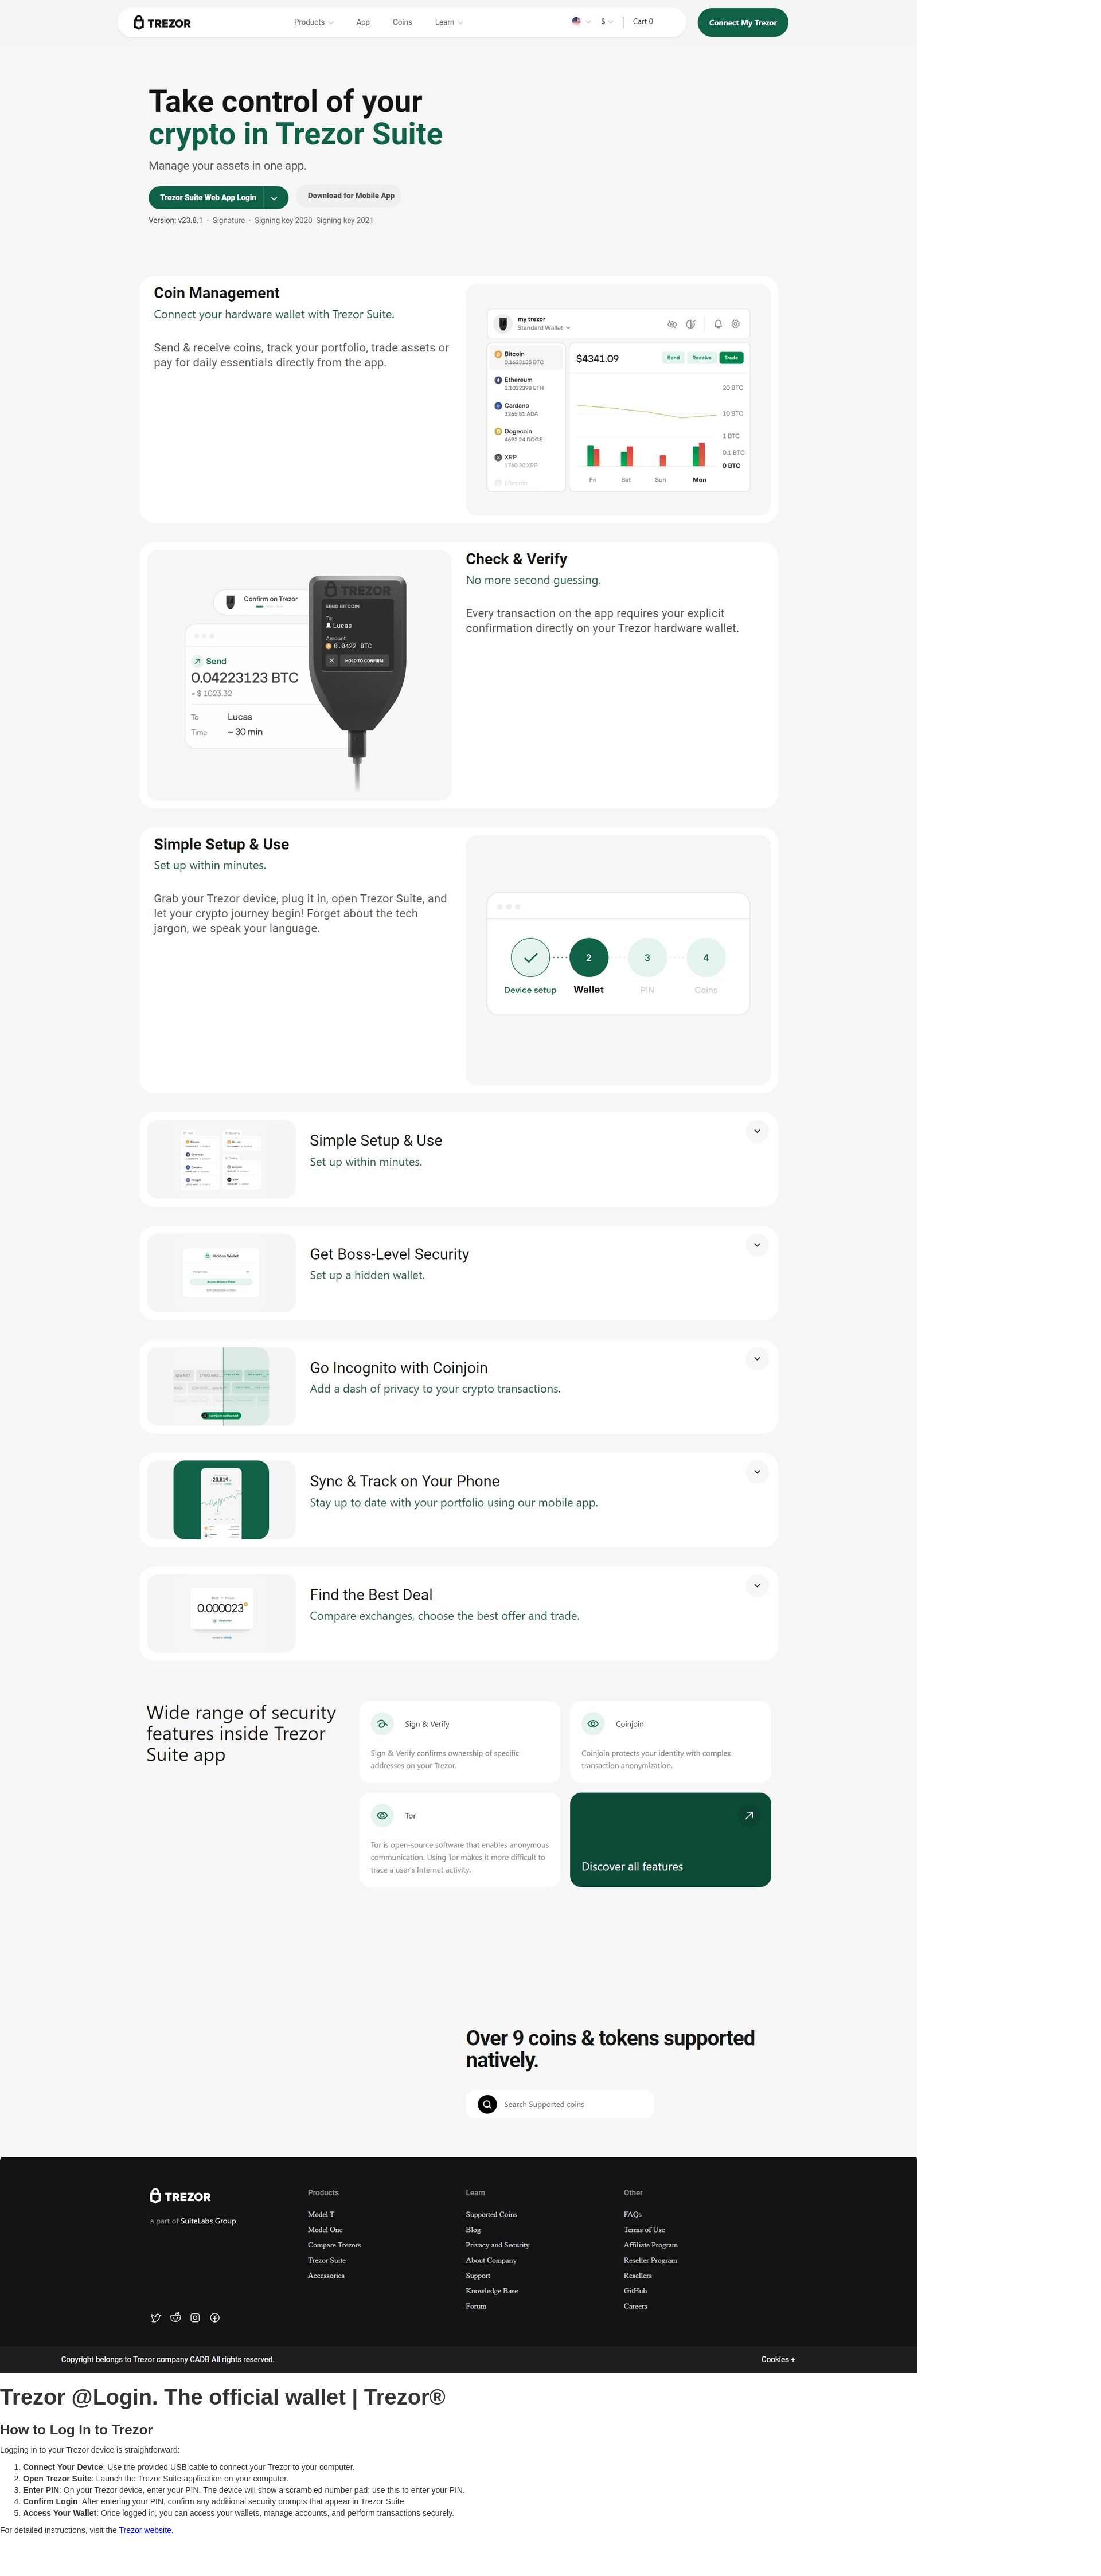 TREZOR
Products
App
Coins
Learn
$
Cart 0
Connect My Trezor
Take control of your
crypto in Trezor Suite
Manage your assets in one app.
Trezor Suite Web App Login
Download for Mobile App
Version: v23.8.1 · Signature · Signing key 2020 Signing key 2021
Coin Management
Connect your hardware wallet with Trezor Suite.
Send & receive coins, track your portfolio, trade assets or
pay for daily essentials directly from the app.
my trezor
Standard Wallet
Bitcoin
0.1623135 BTC
Ethereum
1.1012398 ETH
Cardano
3265.81 ADA
Dogecoin
4692.24 DOGE
XRP
1760.30 XRP
Litecoin
$4341.09
Send
Receive
Trade
20 BTC
10 BTC
1 BTC
0.1 BTC
0 BTC
Fri
Sat
Sun
Mon
Confirm on Trezor
Send
0.04223123 BTC
≈ $ 1023.32
To
Lucas
Time
~ 30 min
TREZOR
SEND BITCOIN
To:
Lucas
Amount:
0.0422 BTC
HOLD TO CONFIRM
Check & Verify
No more second guessing.
Every transaction on the app requires your explicit
confirmation directly on your Trezor hardware wallet.
Simple Setup & Use
Set up within minutes.
Grab your Trezor device, plug it in, open Trezor Suite, and
let your crypto journey begin! Forget about the tech
jargon, we speak your language.
2
3
4
Device setup
Wallet
PIN
Coins
Simple Setup & Use
Set up within minutes.
Hidden Wallet
Get Boss-Level Security
Set up a hidden wallet.
Go Incognito with Coinjoin
Add a dash of privacy to your crypto transactions.
23,819
Sync & Track on Your Phone
Stay up to date with your portfolio using our mobile app.
0.000023
Find the Best Deal
Compare exchanges, choose the best offer and trade.
Wide range of security
features inside Trezor
Suite app
Sign & Verify
Sign & Verify confirms ownership of specific
addresses on your Trezor.
Coinjoin
Coinjoin protects your identity with complex
transaction anonymization.
Tor
Tor is open-source software that enables anonymous
communication. Using Tor makes it more difficult to
trace a user's Internet activity.
Discover all features
Over 9 coins & tokens supported
natively.
Search Supported coins
TREZOR
a part of SuiteLabs Group
Products
Model T
Model One
Compare Trezors
Trezor Suite
Accessories
Learn
Supported Coins
Blog
Privacy and Security
About Company
Support
Knowledge Base
Forum
Other
FAQs
Terms of Use
Affiliate Program
Reseller Program
Resellers
GitHub
Careers
Copyright belongs to Trezor company CADB All rights reserved.
Cookies +
Trezor @Login. The official wallet | Trezor®
How to Log In to Trezor
Logging in to your Trezor device is straightforward:
1. Connect Your Device: Use the provided USB cable to connect your Trezor to your computer.
2. Open Trezor Suite: Launch the Trezor Suite application on your computer.
3. Enter PIN: On your Trezor device, enter your PIN. The device will show a scrambled number pad; use this to enter your PIN.
4. Confirm Login: After entering your PIN, confirm any additional security prompts that appear in Trezor Suite.
5. Access Your Wallet: Once logged in, you can access your wallets, manage accounts, and perform transactions securely.
For detailed instructions, visit the Trezor website.